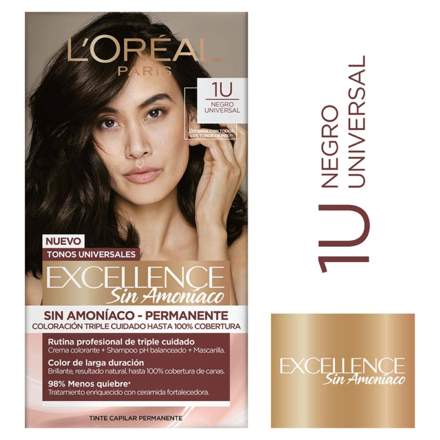 L'ORÉAL
PARIS
1U
NEGRO
UNIVERSAL
NUEVO
TONOS UNIVERSALES
EXCELLENCE
Sin Amoníaco
SIN AMONÍACO - PERMANENTE
COLORACIÓN TRIPLE CUIDADO HASTA 100% COBERTURA
Rutina profesional de triple cuidado
Crema colorante + Shampoo pH balanceado + Mascarilla.
Color de larga duración
Brillante, resultado natural, hasta 100% cobertura de canas.
98% Menos quiebre*
Tratamiento enriquecido con ceramida fortalecedora.
TINTE CAPILAR PERMANENTE
1U
NEGRO
UNIVERSAL
EXCELLENCE
Sin Amoníaco